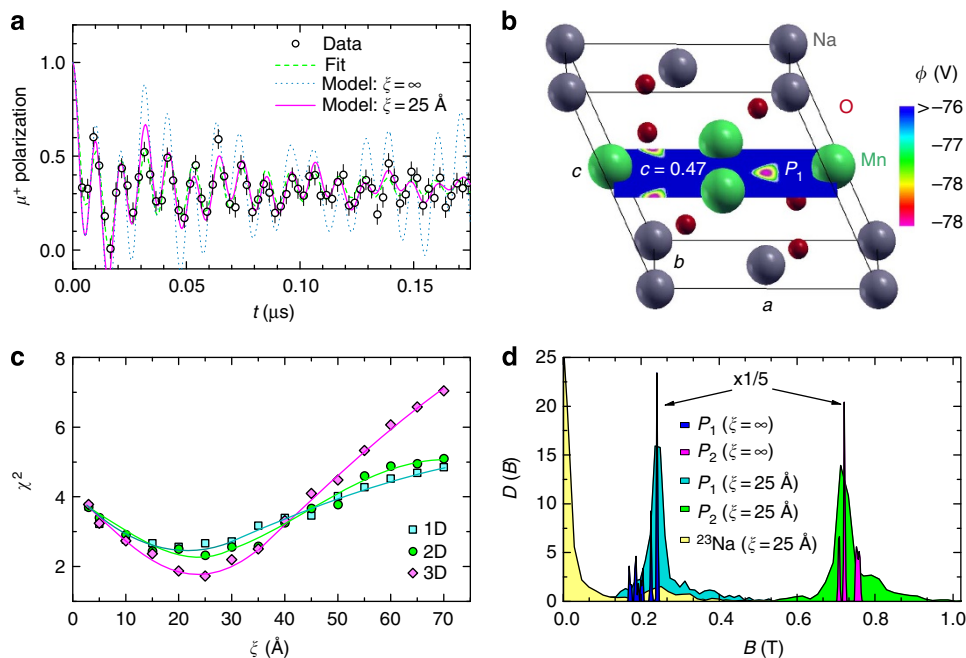 a
1.0
0.5
0.0
μ+ polarization
Data
Fit
Model: ξ = ∞
Model: ξ = 25 Å
0.00
0.05
0.10
0.15
t (μs)
b
Na
O
Mn
c = 0.47
P1
c
b
a
ϕ (V)
>−76
−77
−78
−78
c
8
6
4
2
χ2
1D
2D
3D
0
10
20
30
40
50
60
70
ξ (Å)
d
25
20
15
10
5
0
D (B)
x1/5
P1 (ξ = ∞)
P2 (ξ = ∞)
P1 (ξ = 25 Å)
P2 (ξ = 25 Å)
23Na (ξ = 25 Å)
0.0
0.2
0.4
0.6
0.8
1.0
B (T)